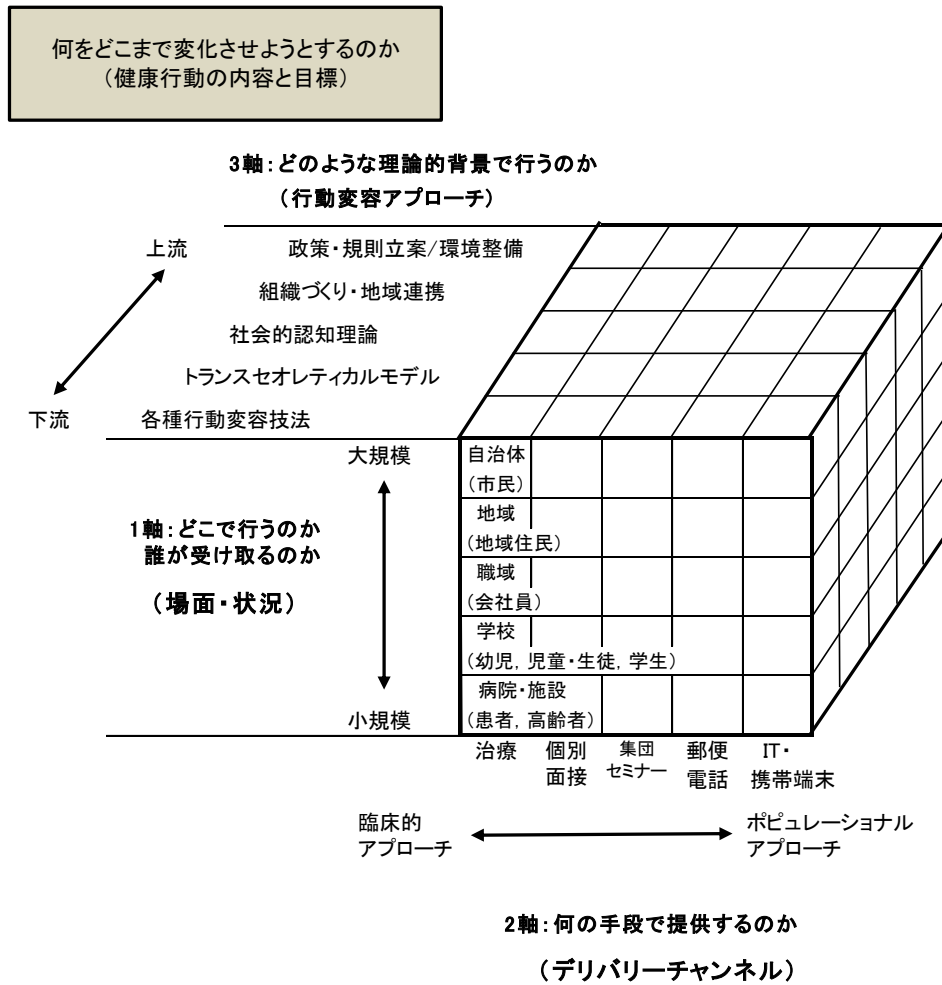 何をどこまで変化させようとするのか
（健康行動の内容と目標）
3軸：どのような理論的背景で行うのか
（行動変容アプローチ）
上流
政策・規則立案/環境整備
組織づくり・地域連携
社会的認知理論
トランスセオレティカルモデル
下流
各種行動変容技法
大規模
1軸：どこで行うのか
誰が受け取るのか
（場面・状況）
小規模
自治体
（市民）
地域
（地域住民）
職域
（会社員）
学校
（幼児，児童・生徒，学生）
病院・施設
（患者，高齢者）
治療
個別
面接
集団
セミナー
郵便
電話
IT・
携帯端末
臨床的
アプローチ
ポピュレーショナル
アプローチ
2軸：何の手段で提供するのか
（デリバリーチャンネル）